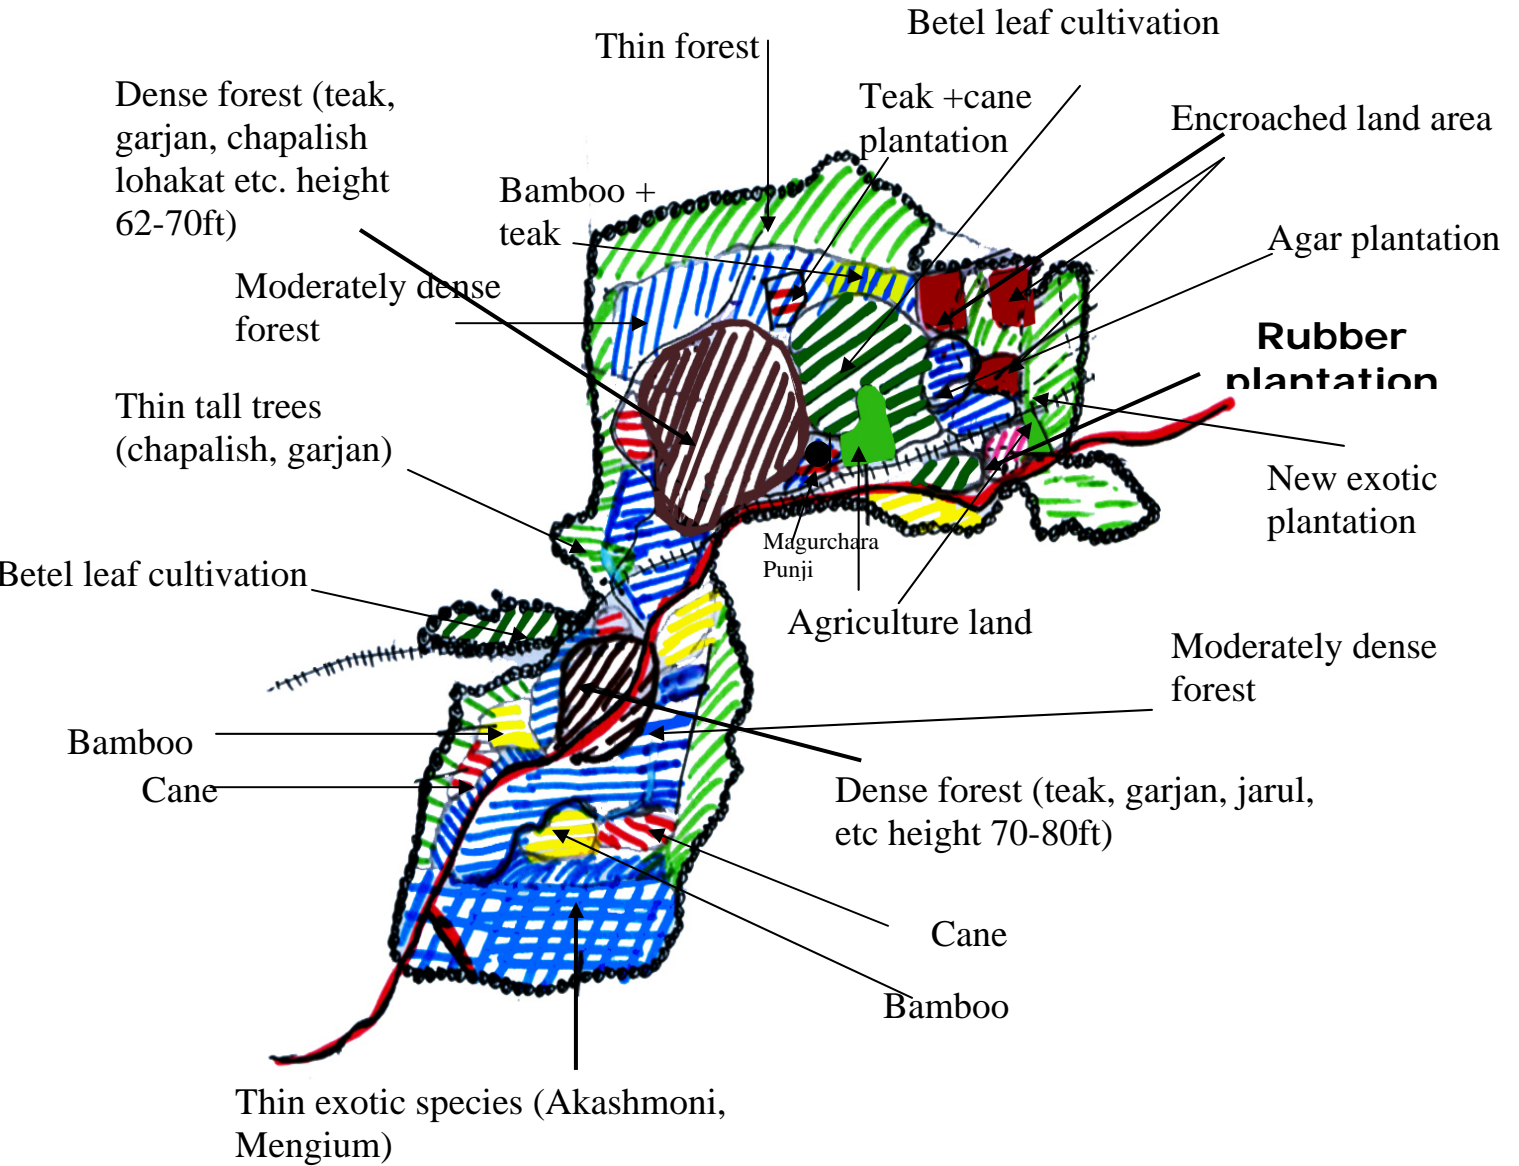 Betel leaf cultivation
Thin forest
Dense forest (teak,
garjan, chapalish
lohakat etc. height
62-70ft)
Teak +cane
plantation
Encroached land area
Bamboo +
teak
Agar plantation
Moderately dense
forest
Rubber
plantation
Thin tall trees
(chapalish, garjan)
New exotic
plantation
Magurchara
Punji
Betel leaf cultivation
Agriculture land
Moderately dense
forest
Bamboo
Cane
Dense forest (teak, garjan, jarul,
etc height 70-80ft)
Cane
Bamboo
Thin exotic species (Akashmoni,
Mengium)